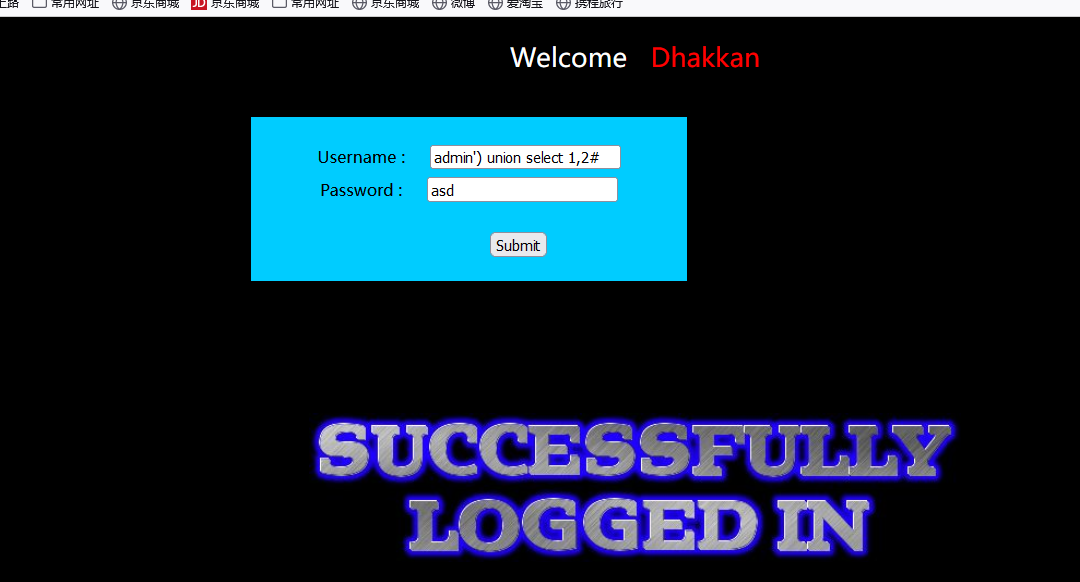 上路 常用网址 京东商城 JD 京东商城 常用网址 京东商城 微博 爱淘宝 携程旅行
Welcome Dhakkan
Username : admin') union select 1,2#
Password : asd
Submit
SUCCESSFULLY
LOGGED IN